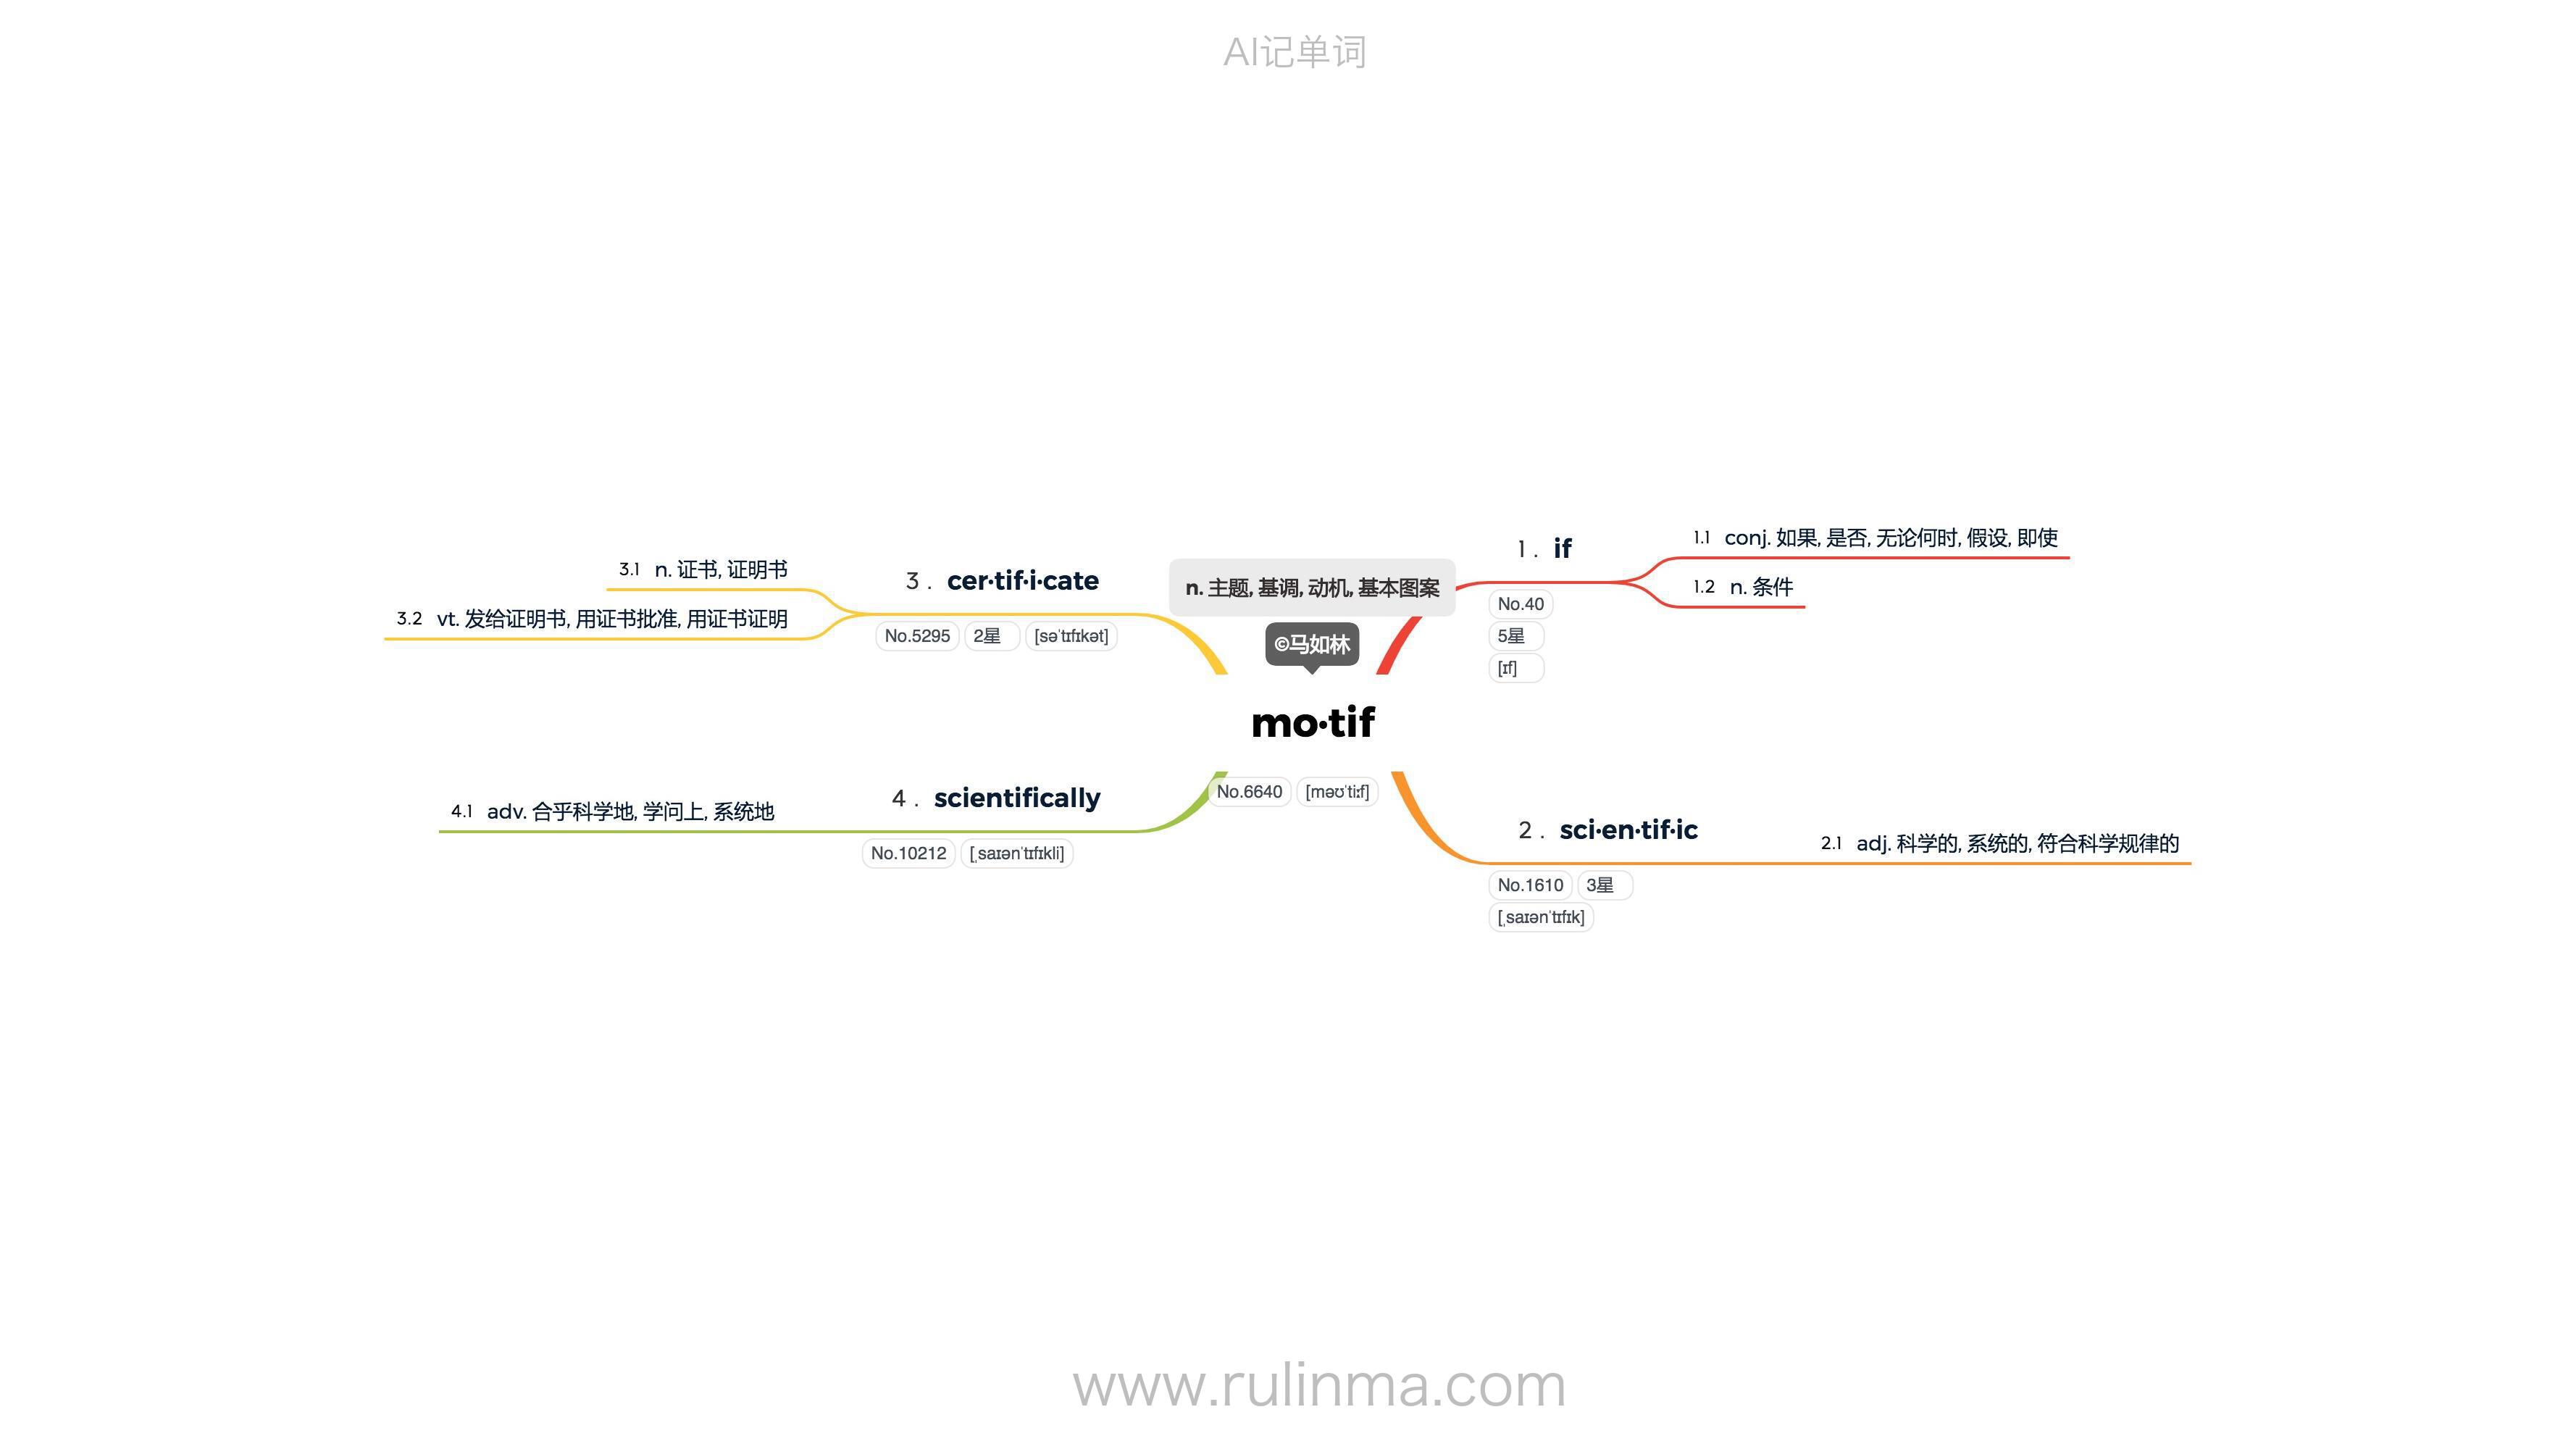 AI记单词
n. 主题, 基调, 动机, 基本图案
©马如林
mo·tif
No.6640 [məʊˈtiːf]
1 . if
No.40
5星
[ɪf]
1.1 conj. 如果, 是否, 无论何时, 假设, 即使
1.2 n. 条件
2 . sci·en·tif·ic
No.1610 3星
[ˌsaɪənˈtɪfɪk]
2.1 adj. 科学的, 系统的, 符合科学规律的
3 . cer·tif·i·cate
No.5295 2星 [səˈtɪfɪkət]
3.1 n. 证书, 证明书
3.2 vt. 发给证明书, 用证书批准, 用证书证明
4 . scientifically
No.10212 [ˌsaɪənˈtɪfɪkli]
4.1 adv. 合乎科学地, 学问上, 系统地
www.rulinma.com